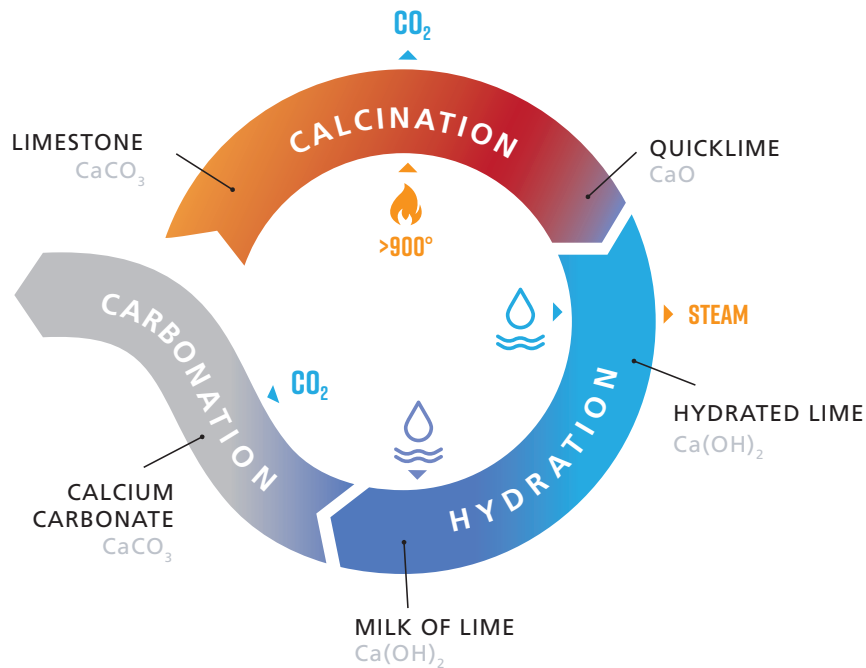 CO₂
CALCINATION
LIMESTONE
CaCO₃
QUICKLIME
CaO
>900°
STEAM
HYDRATION
HYDRATED LIME
Ca(OH)₂
MILK OF LIME
Ca(OH)₂
CO₂
CARBONATION
CALCIUM
CARBONATE
CaCO₃